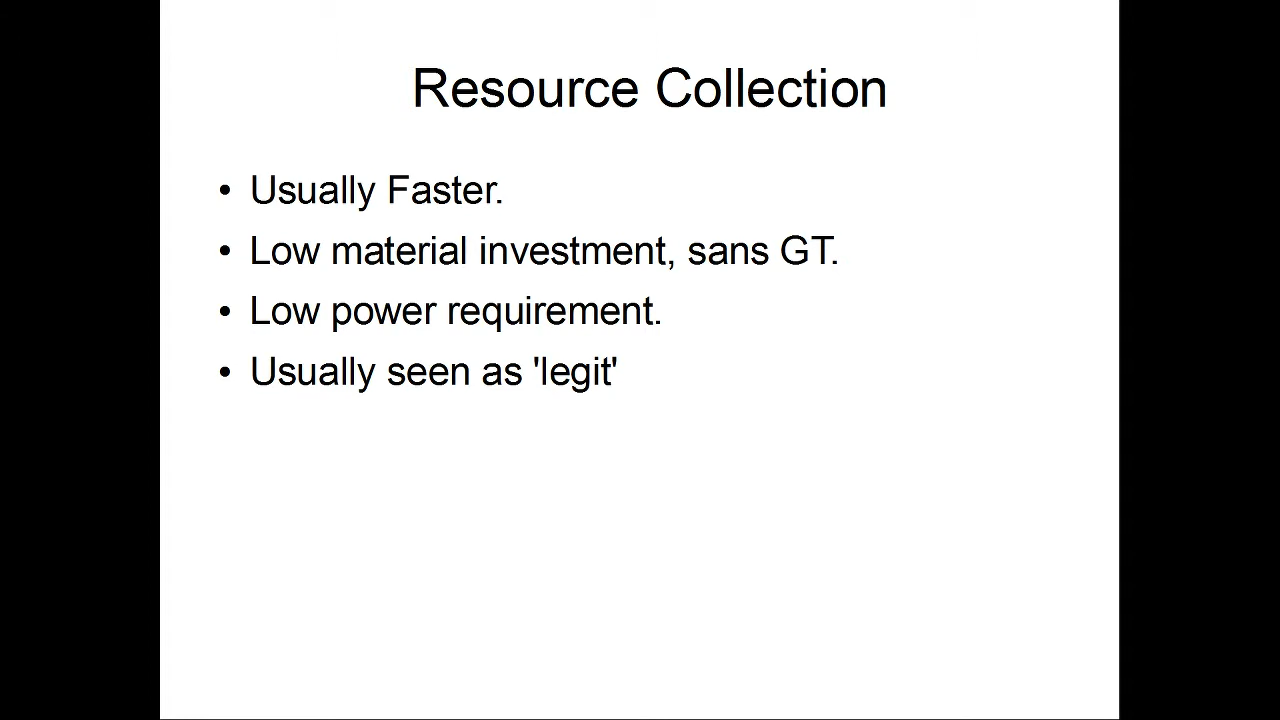 Resource Collection
• Usually Faster.
• Low material investment, sans GT.
• Low power requirement.
• Usually seen as 'legit'